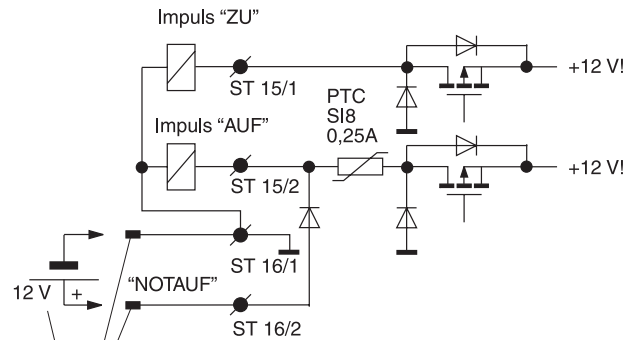 Impuls “ZU”
ST 15/1
+12 V!
PTC
SI8
0,25A
Impuls “AUF”
ST 15/2
+12 V!
ST 16/1
12 V
+
“NOTAUF”
ST 16/2